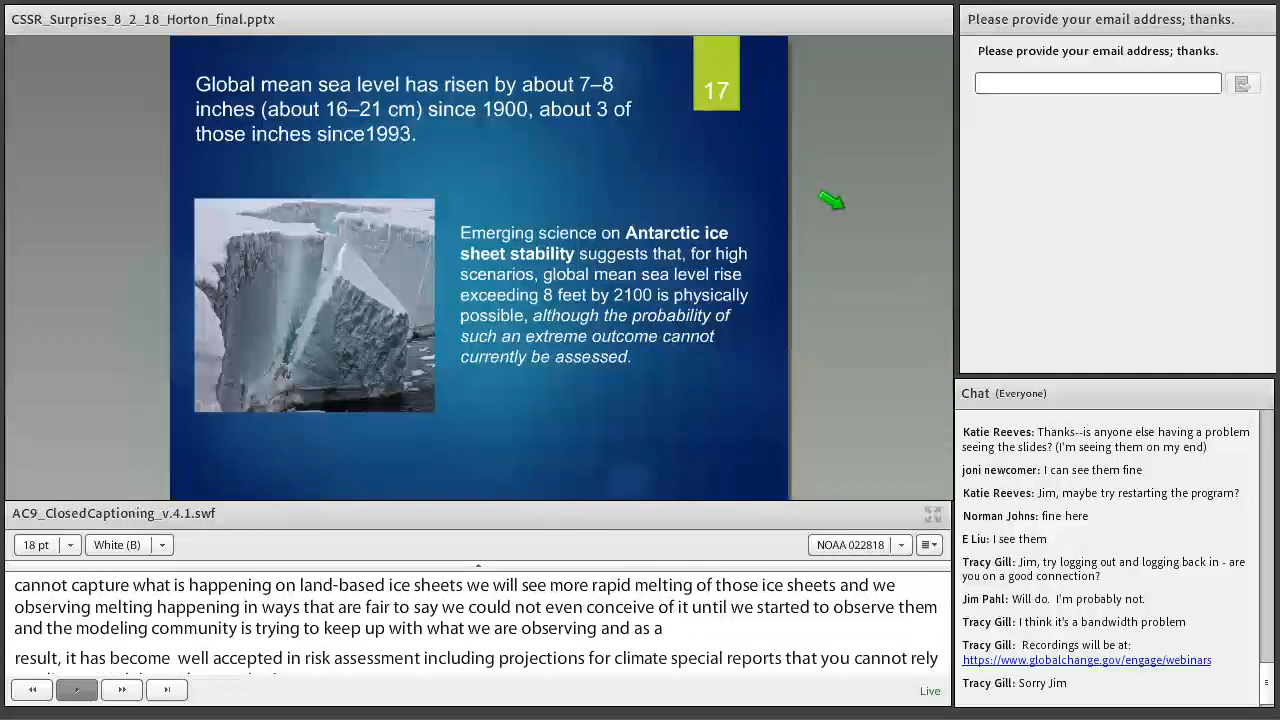 CSSR_Surprises_8_2_18_Horton_final.pptx
Global mean sea level has risen by about 7–8
inches (about 16–21 cm) since 1900, about 3 of
those inches since1993.
17
Emerging science on Antarctic ice
sheet stability suggests that, for high
scenarios, global mean sea level rise
exceeding 8 feet by 2100 is physically
possible, although the probability of
such an extreme outcome cannot
currently be assessed.
AC9_ClosedCaptioning_v.4.1.swf
18 pt
White (B)
NOAA 022818
cannot capture what is happening on land-based ice sheets we will see more rapid melting of those ice sheets and we
observing melting happening in ways that are fair to say we could not even conceive of it until we started to observe them
and the modeling community is trying to keep up with what we are observing and as a
result, it has become well accepted in risk assessment including projections for climate special reports that you cannot rely
Live
Please provide your email address; thanks.
Please provide your email address; thanks.
Chat (Everyone)
Katie Reeves: Thanks--is anyone else having a problem
seeing the slides? (I'm seeing them on my end)
joni newcomer: I can see them fine
Katie Reeves: Jim, maybe try restarting the program?
Norman Johns: fine here
E Liu: I see them
Tracy Gill: Jim, try logging out and logging back in - are
you on a good connection?
Jim Pahl: Will do. I'm probably not.
Tracy Gill: I think it's a bandwidth problem
Tracy Gill: Recordings will be at:
https://www.globalchange.gov/engage/webinars
Tracy Gill: Sorry Jim